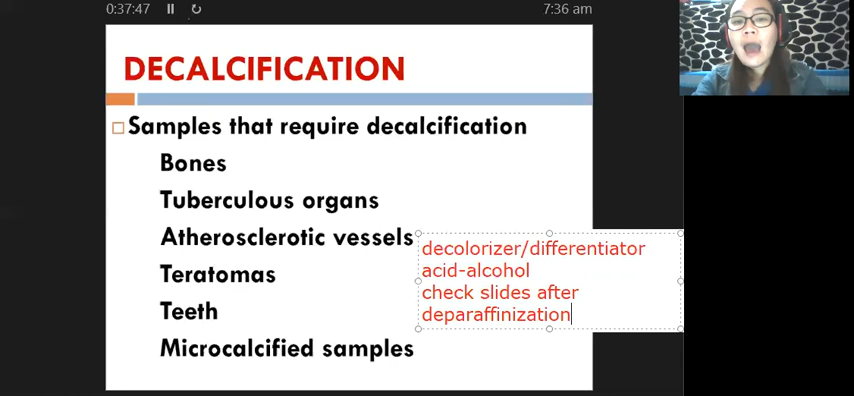 0:37:47
7:36 am
DECALCIFICATION
Samples that require decalcification
Bones
Tuberculous organs
Atherosclerotic vessels
Teratomas
Teeth
Microcalcified samples
decolorizer/differentiator
acid-alcohol
check slides after
deparaffinization